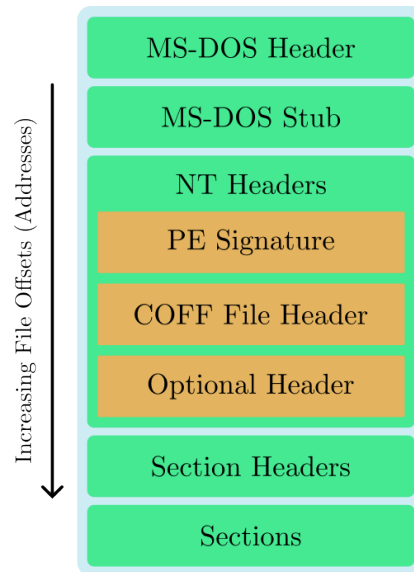 MS-DOS Header
MS-DOS Stub
NT Headers
PE Signature
COFF File Header
Optional Header
Section Headers
Sections
Increasing File Offsets (Addresses)